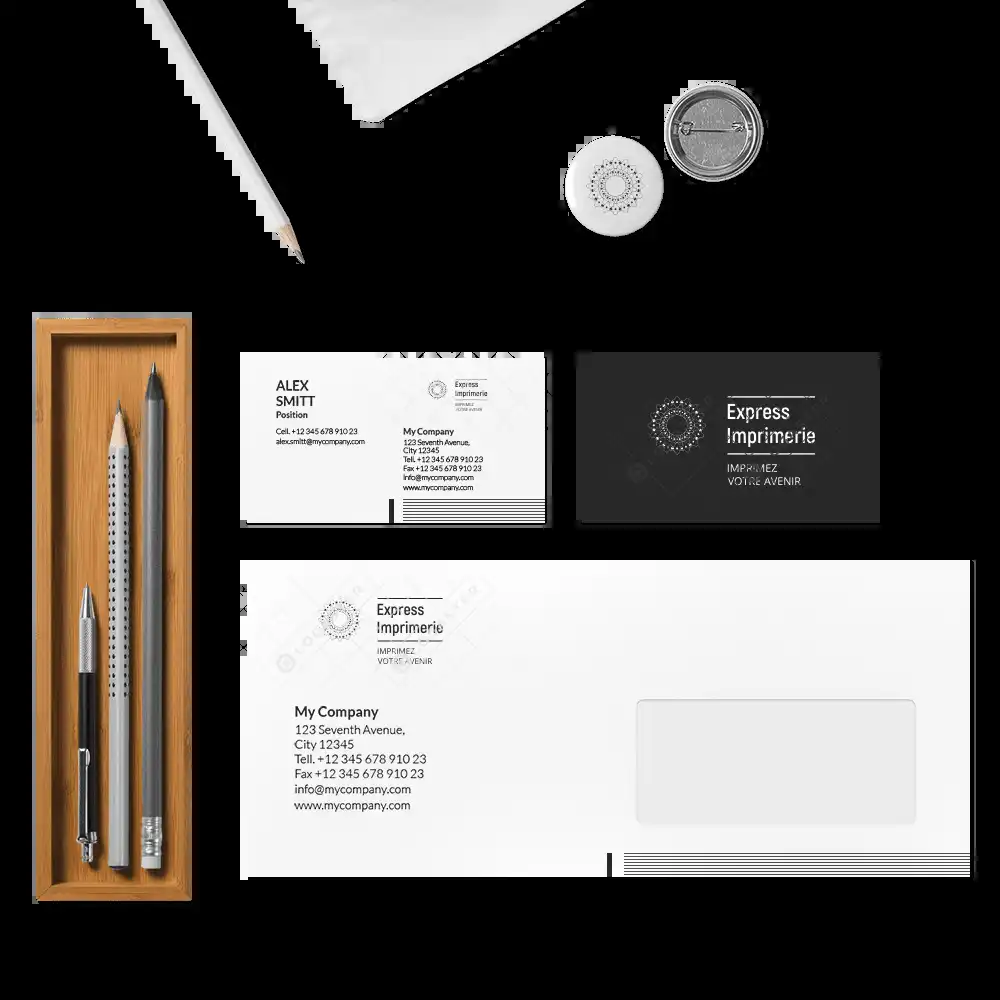 ALEX
SMITT
Position
Cell. +12 345 678 910 23
alex.smitt@mycompany.com
Express
Imprimerie
IMPRIMEZ
VOTRE AVENIR
My Company
123 Seventh Avenue,
City 12345
Tell. +12 345 678 910 23
Fax +12 345 678 910 23
info@mycompany.com
www.mycompany.com
Express
Imprimerie
IMPRIMEZ
VOTRE AVENIR
Express
Imprimerie
IMPRIMEZ
VOTRE AVENIR
My Company
123 Seventh Avenue,
City 12345
Tell. +12 345 678 910 23
Fax +12 345 678 910 23
info@mycompany.com
www.mycompany.com